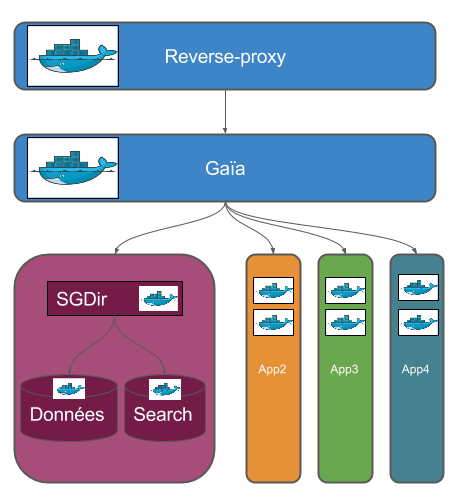 Reverse-proxy
Gaïa
SGDir
Données
Search
App2
App3
App4